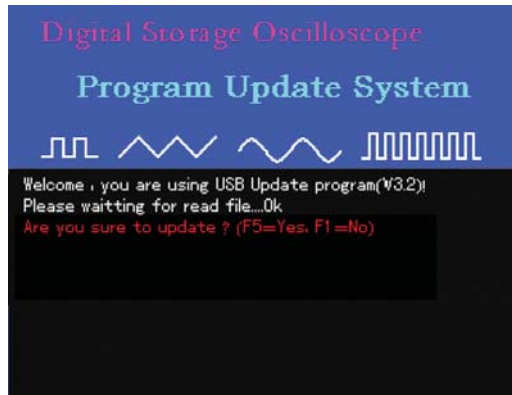 Digital Storage Oscilloscope
Program Update System
Welcome , you are using USB Update program(V3.2)!
Please waitting for read file....Ok
Are you sure to update ? (F5=Yes, F1=No)